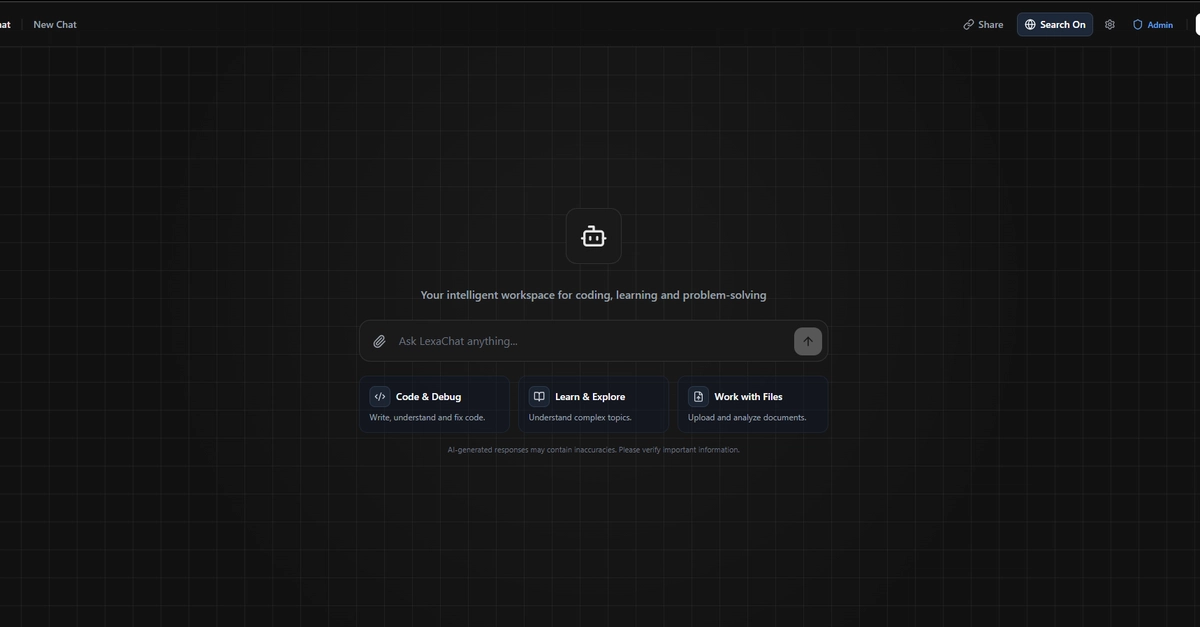 at
New Chat
Share
Search On
Admin
Your intelligent workspace for coding, learning and problem-solving
Ask LexaChat anything...
Code & Debug
Write, understand and fix code.
Learn & Explore
Understand complex topics.
Work with Files
Upload and analyze documents.
AI-generated responses may contain inaccuracies. Please verify important information.